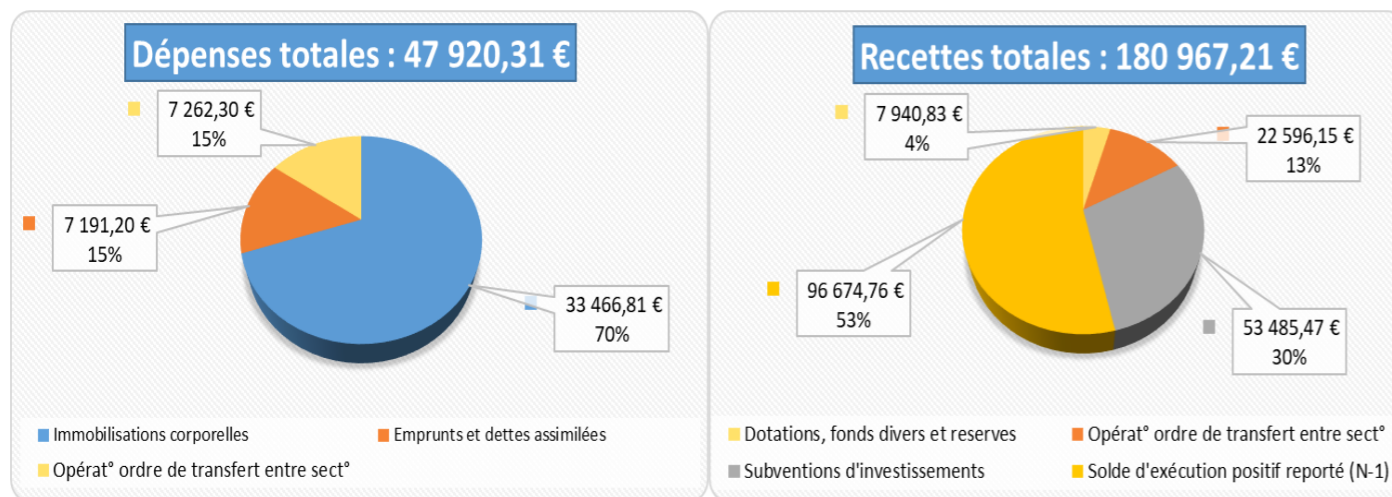 Dépenses totales : 47 920,31 €
7 262,30 €
15%
7 191,20 €
15%
33 466,81 €
70%
Immobilisations corporelles
Emprunts et dettes assimilées
Opérat° ordre de transfert entre sect°
Recettes totales : 180 967,21 €
7 940,83 €
4%
22 596,15 €
13%
96 674,76 €
53%
53 485,47 €
30%
Dotations, fonds divers et reserves
Opérat° ordre de transfert entre sect°
Subventions d'investissements
Solde d'exécution positif reporté (N-1)